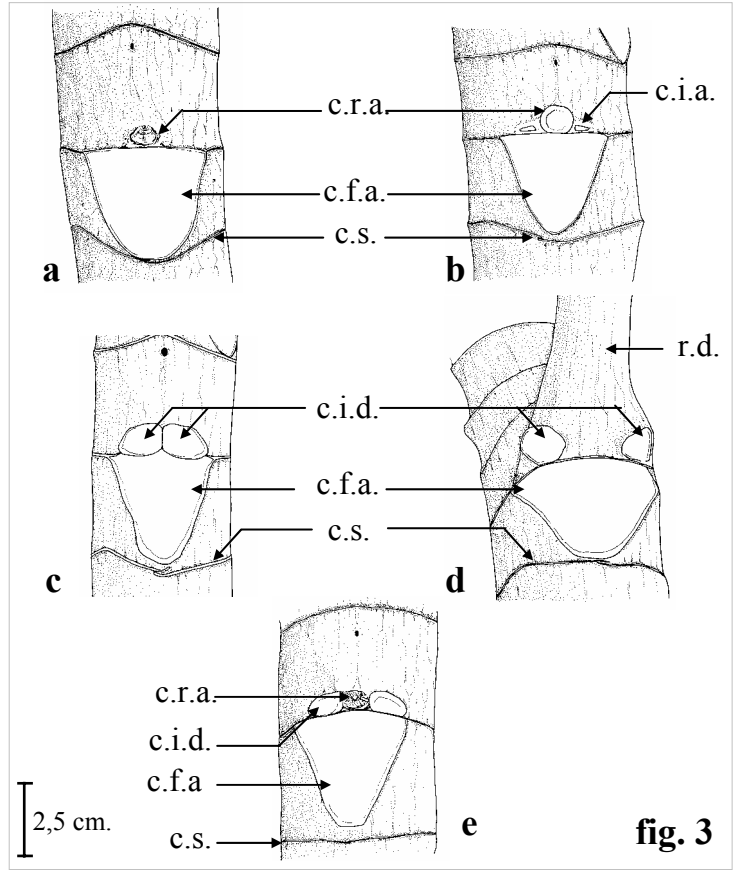 c.r.a.
c.i.a.
c.f.a.
c.s.
a
b
r.d.
c.i.d.
c.f.a.
c.s.
c
d
c.r.a.
c.i.d.
c.f.a
c.s.
e
2,5 cm.
fig. 3